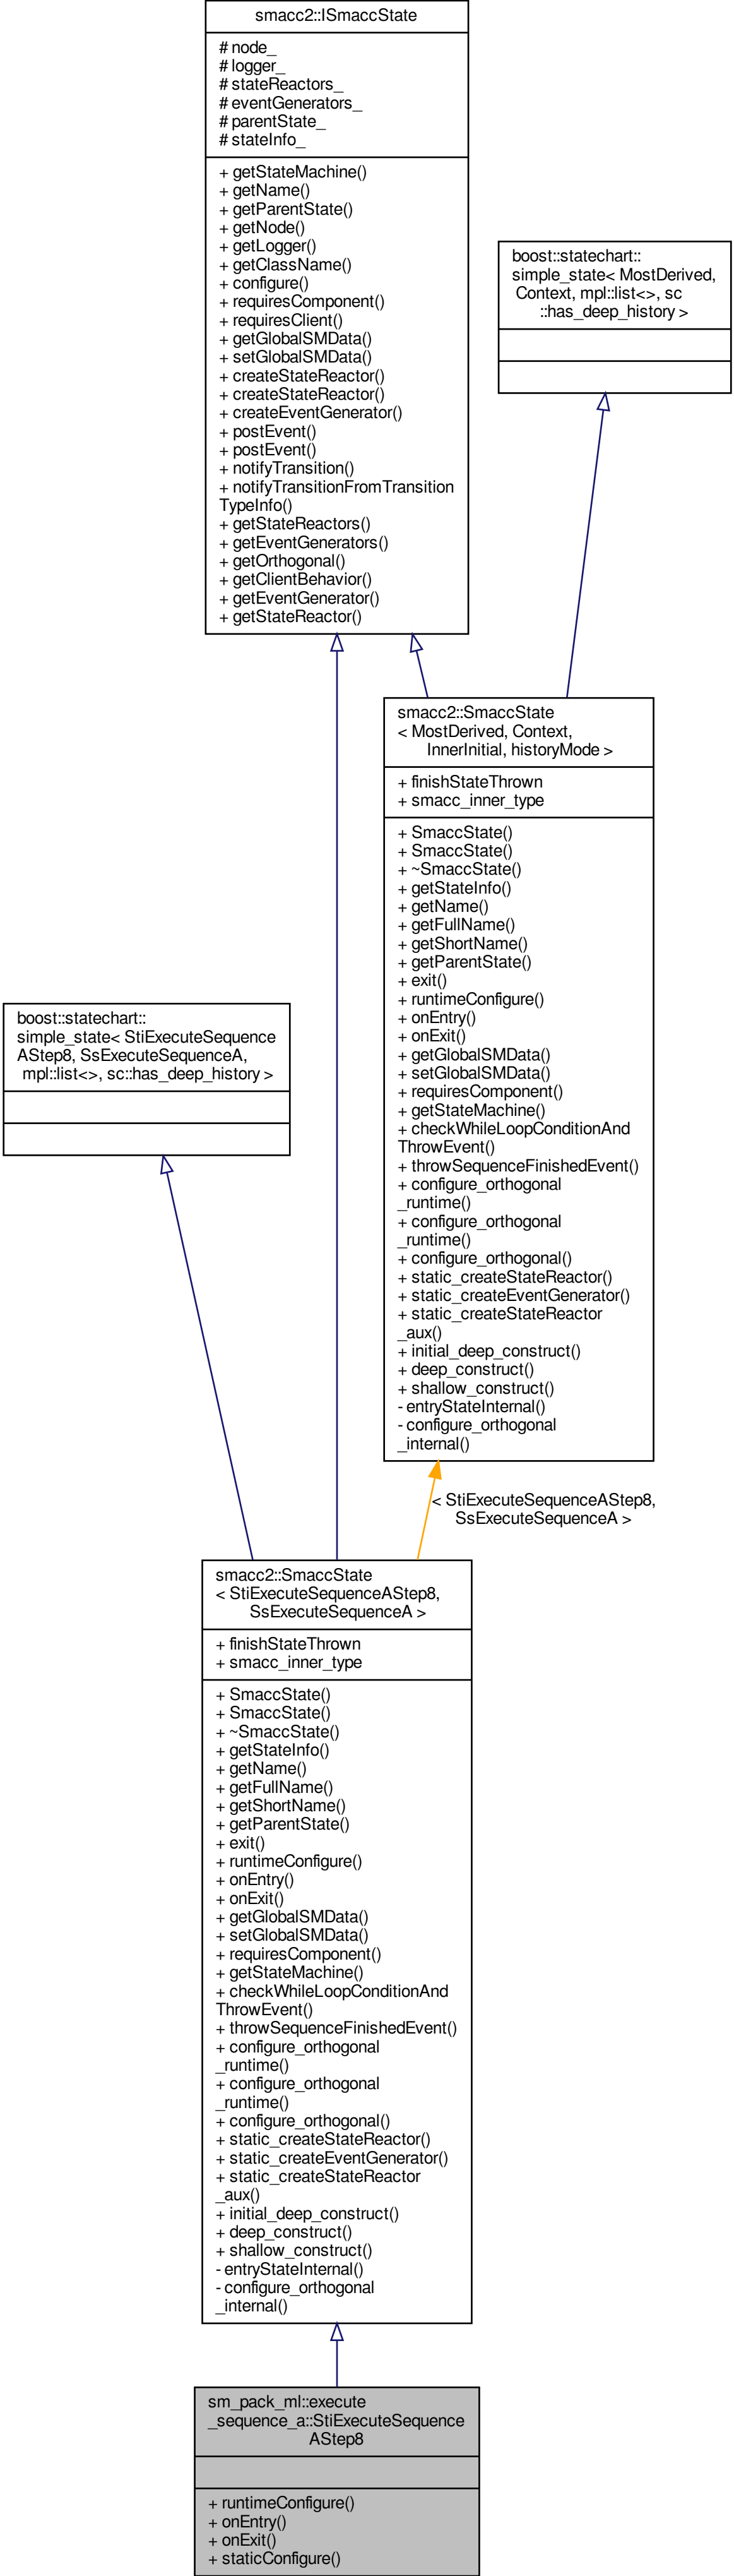 smacc2::ISmaccState
# node_
# logger_
# stateReactors_
# eventGenerators_
# parentState_
# stateInfo_
+ getStateMachine()
+ getName()
+ getParentState()
+ getNode()
+ getLogger()
+ getClassName()
+ configure()
+ requiresComponent()
+ requiresClient()
+ getGlobalSMData()
+ setGlobalSMData()
+ createStateReactor()
+ createStateReactor()
+ createEventGenerator()
+ postEvent()
+ postEvent()
+ notifyTransition()
+ notifyTransitionFromTransition
TypeInfo()
+ getStateReactors()
+ getEventGenerators()
+ getOrthogonal()
+ getClientBehavior()
+ getEventGenerator()
+ getStateReactor()
boost::statechart::
simple_state< MostDerived,
Context, mpl::list<>, sc
::has_deep_history >
smacc2::SmaccState
< MostDerived, Context,
InnerInitial, historyMode >
+ finishStateThrown
+ smacc_inner_type
+ SmaccState()
+ SmaccState()
+ ~SmaccState()
+ getStateInfo()
+ getName()
+ getFullName()
+ getShortName()
+ getParentState()
+ exit()
+ runtimeConfigure()
+ onEntry()
+ onExit()
+ getGlobalSMData()
+ setGlobalSMData()
+ requiresComponent()
+ getStateMachine()
+ checkWhileLoopConditionAnd
ThrowEvent()
+ throwSequenceFinishedEvent()
+ configure_orthogonal
_runtime()
+ configure_orthogonal
_runtime()
+ configure_orthogonal()
+ static_createStateReactor()
+ static_createEventGenerator()
+ static_createStateReactor
_aux()
+ initial_deep_construct()
+ deep_construct()
+ shallow_construct()
- entryStateInternal()
- configure_orthogonal
_internal()
boost::statechart::
simple_state< StiExecuteSequence
AStep8, SsExecuteSequenceA,
mpl::list<>, sc::has_deep_history >
< StiExecuteSequenceAStep8,
SsExecuteSequenceA >
smacc2::SmaccState
< StiExecuteSequenceAStep8,
SsExecuteSequenceA >
+ finishStateThrown
+ smacc_inner_type
+ SmaccState()
+ SmaccState()
+ ~SmaccState()
+ getStateInfo()
+ getName()
+ getFullName()
+ getShortName()
+ getParentState()
+ exit()
+ runtimeConfigure()
+ onEntry()
+ onExit()
+ getGlobalSMData()
+ setGlobalSMData()
+ requiresComponent()
+ getStateMachine()
+ checkWhileLoopConditionAnd
ThrowEvent()
+ throwSequenceFinishedEvent()
+ configure_orthogonal
_runtime()
+ configure_orthogonal
_runtime()
+ configure_orthogonal()
+ static_createStateReactor()
+ static_createEventGenerator()
+ static_createStateReactor
_aux()
+ initial_deep_construct()
+ deep_construct()
+ shallow_construct()
- entryStateInternal()
- configure_orthogonal
_internal()
sm_pack_ml::execute
_sequence_a::StiExecuteSequence
AStep8
+ runtimeConfigure()
+ onEntry()
+ onExit()
+ staticConfigure()